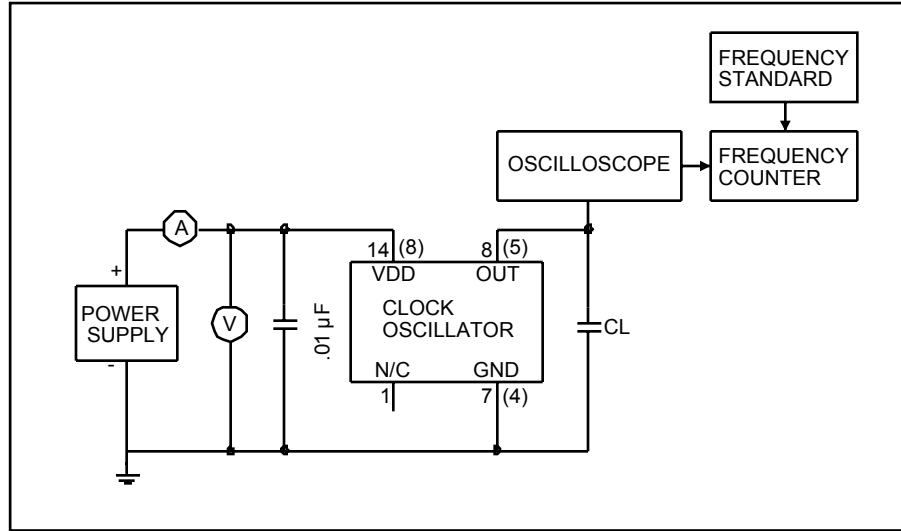 FREQUENCY
STANDARD
OSCILLOSCOPE
FREQUENCY
COUNTER
A
14 (8)
8 (5)
VDD
OUT
+
POWER
SUPPLY
-
V
.01 µF
CLOCK
OSCILLATOR
CL
N/C
GND
1
7 (4)